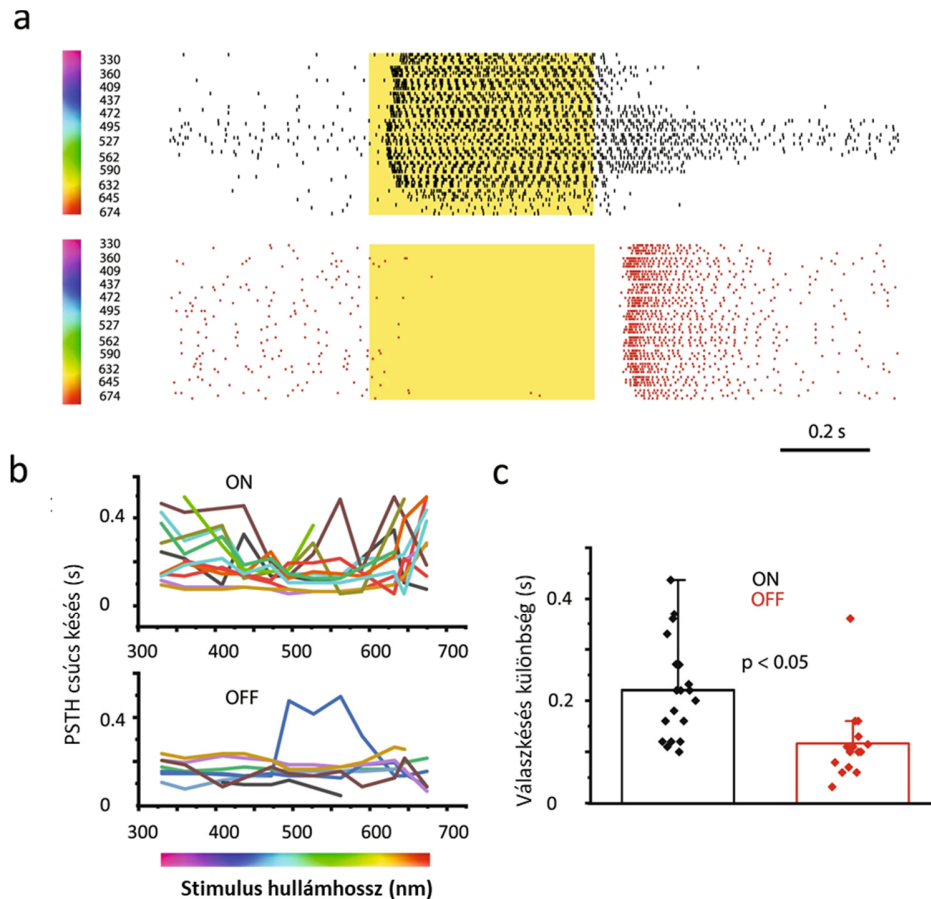 a
330
360
409
437
472
495
527
562
590
632
645
674
330
360
409
437
472
495
527
562
590
632
645
674
0.2 s
b
ON
0.4
0
300 400 500 600 700
PSTH csúcs késés (s)
OFF
0.4
0
300 400 500 600 700
Stimulus hullámhossz (nm)
c
ON
OFF
p < 0.05
0.4
0.2
0
Válaszkésés különbség (s)